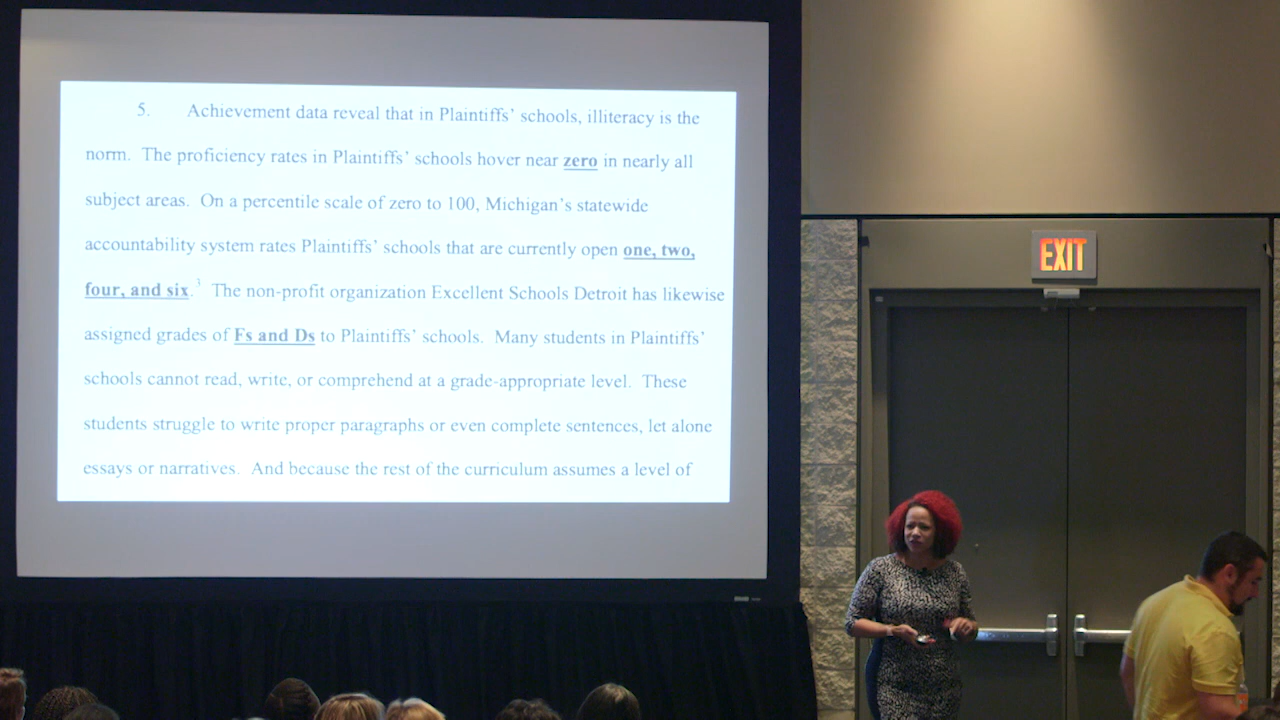 5. Achievement data reveal that in Plaintiffs' schools, illiteracy is the
norm. The proficiency rates in Plaintiffs' schools hover near zero in nearly all
subject areas. On a percentile scale of zero to 100, Michigan's statewide
accountability system rates Plaintiffs' schools that are currently open one, two,
four, and six.3 The non-profit organization Excellent Schools Detroit has likewise
assigned grades of Fs and Ds to Plaintiffs' schools. Many students in Plaintiffs'
schools cannot read, write, or comprehend at a grade-appropriate level. These
students struggle to write proper paragraphs or even complete sentences, let alone
essays or narratives. And because the rest of the curriculum assumes a level of
EXIT